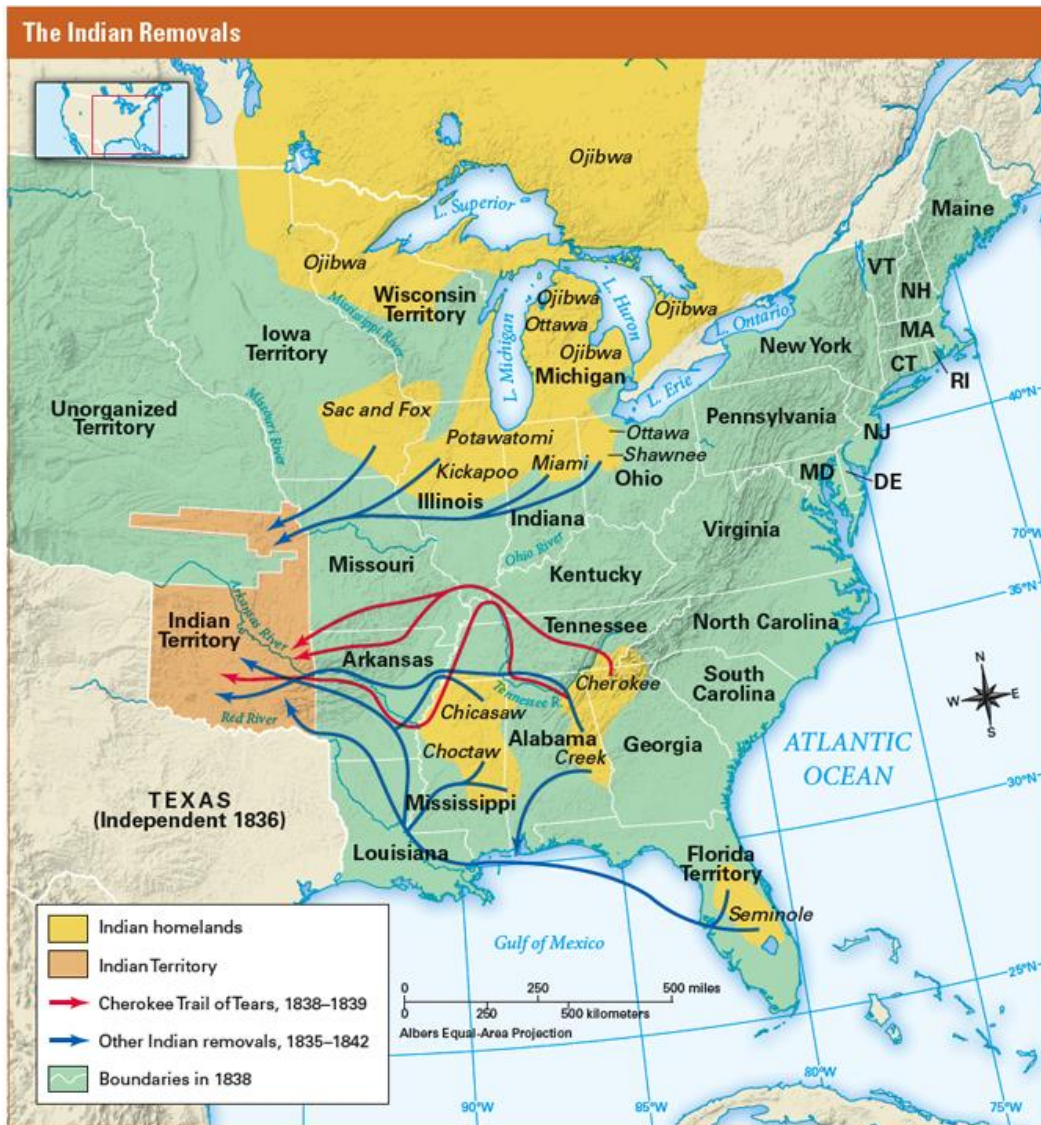 The Indian Removals
Ojibwa
L. Superior
Maine
Ojibwa
VT
Wisconsin
Territory
Mississippi River
Ojibwa
L. Huron
Ojibwa
NH
L. Michigan
Ottawa
L. Ontario
Iowa
Territory
Ojibwa
Michigan
New York
MA
CT
RI
L. Erie
40°N
Unorganized
Territory
Missouri River
Sac and Fox
Pennsylvania
Potawatomi
Ottawa
NJ
Shawnee
Kickapoo
Miami
Ohio
MD
DE
Illinois
Indiana
Virginia
70°W
Ohio River
Missouri
Kentucky
35°N
Arkansas River
Indian
Territory
Tennessee
North Carolina
Arkansas
Cherokee
South
Carolina
N
W
E
S
Tennessee R.
Chicasaw
Red River
Alabama
Georgia
Choctaw
Creek
ATLANTIC
OCEAN
30°N
TEXAS
(Independent 1836)
Mississippi
Louisiana
Florida
Territory
Seminole
Gulf of Mexico
25°N
Indian homelands
Indian Territory
Cherokee Trail of Tears, 1838–1839
Other Indian removals, 1835–1842
Boundaries in 1838
0 250 500 miles
0 250 500 kilometers
Albers Equal-Area Projection
90°W
85°W
80°W
75°W